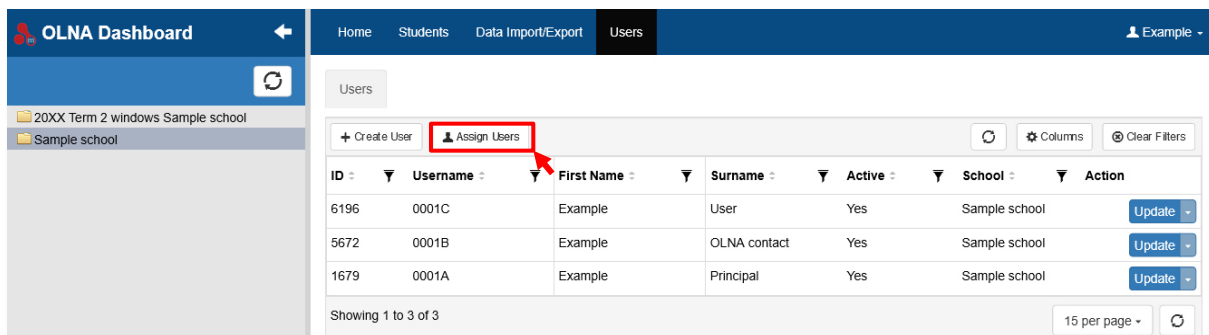 OLNA Dashboard
Home Students Data Import/Export Users Example
Users
20XX Term 2 windows Sample school
Sample school
+ Create User Assign Users Columns Clear Filters
ID Username First Name Surname Active School Action
6196 0001C Example User Yes Sample school Update
5672 0001B Example OLNA contact Yes Sample school Update
1679 0001A Example Principal Yes Sample school Update
Showing 1 to 3 of 3
15 per page